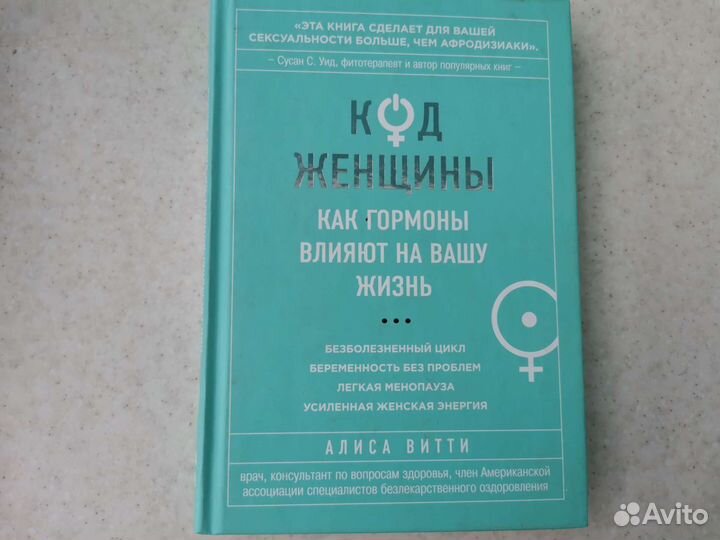 «ЭТА КНИГА СДЕЛАЕТ ДЛЯ ВАШЕЙ
СЕКСУАЛЬНОСТИ БОЛЬШЕ, ЧЕМ АФРОДИЗИАКИ».
– Сусан С. Уид, фитотерапевт и автор популярных книг –
КОД
ЖЕНЩИНЫ
КАК ГОРМОНЫ
ВЛИЯЮТ НА ВАШУ
ЖИЗНЬ
...
БЕЗБОЛЕЗНЕННЫЙ ЦИКЛ
БЕРЕМЕННОСТЬ БЕЗ ПРОБЛЕМ
ЛЕГКАЯ МЕНОПАУЗА
УСИЛЕННАЯ ЖЕНСКАЯ ЭНЕРГИЯ
АЛИСА ВИТТИ
врач, консультант по вопросам здоровья, член Американской
ассоциации специалистов безлекарственного оздоровления
Avito